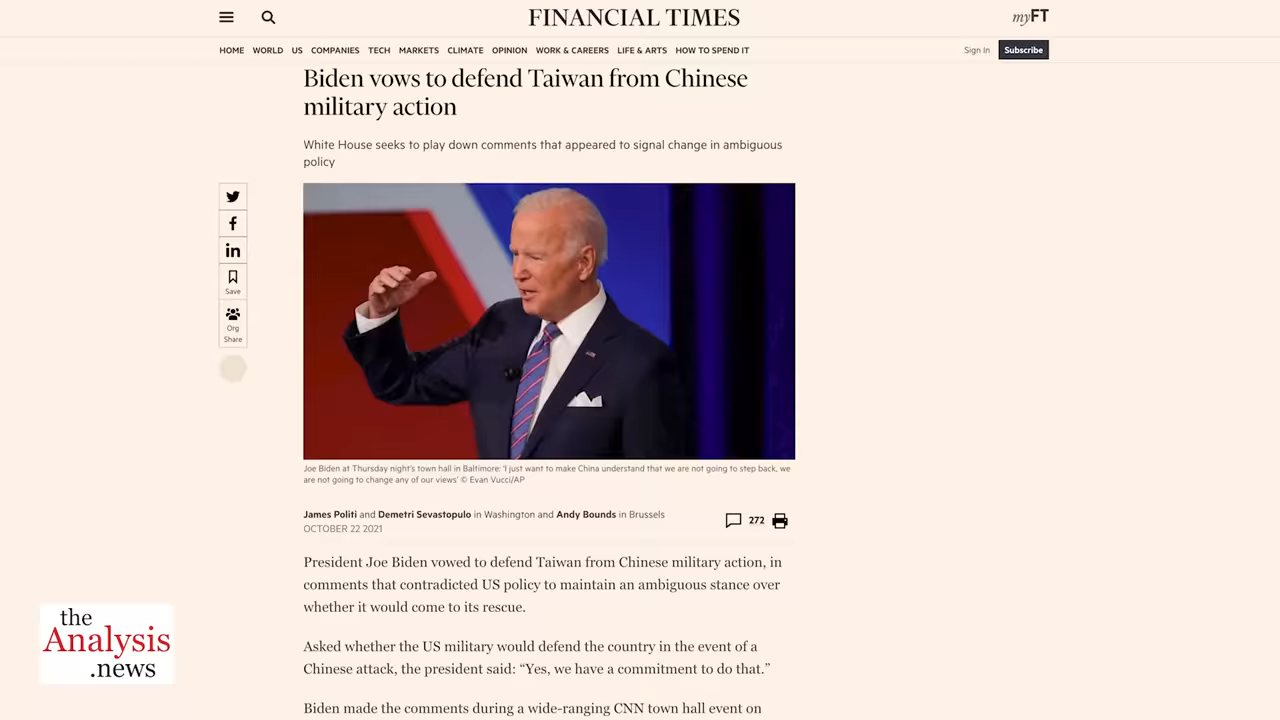 FINANCIAL TIMES
myFT
HOME WORLD US COMPANIES TECH MARKETS CLIMATE OPINION WORK & CAREERS LIFE & ARTS HOW TO SPEND IT
Sign in Subscribe
Biden vows to defend Taiwan from Chinese
military action
White House seeks to play down comments that appeared to signal change in ambiguous
policy
Save
Org
Share
Joe Biden at Thursday night's town hall in Baltimore: 'I just want to make China understand that we are not going to step back, we
are not going to change any of our views' © Evan Vucci/AP
James Politi and Demetri Sevastopulo in Washington and Andy Bounds in Brussels
OCTOBER 22 2021
272
President Joe Biden vowed to defend Taiwan from Chinese military action, in
comments that contradicted US policy to maintain an ambiguous stance over
whether it would come to its rescue.
Asked whether the US military would defend the country in the event of a
Chinese attack, the president said: “Yes, we have a commitment to do that.”
Biden made the comments during a wide-ranging CNN town hall event on
the
Analysis
.news